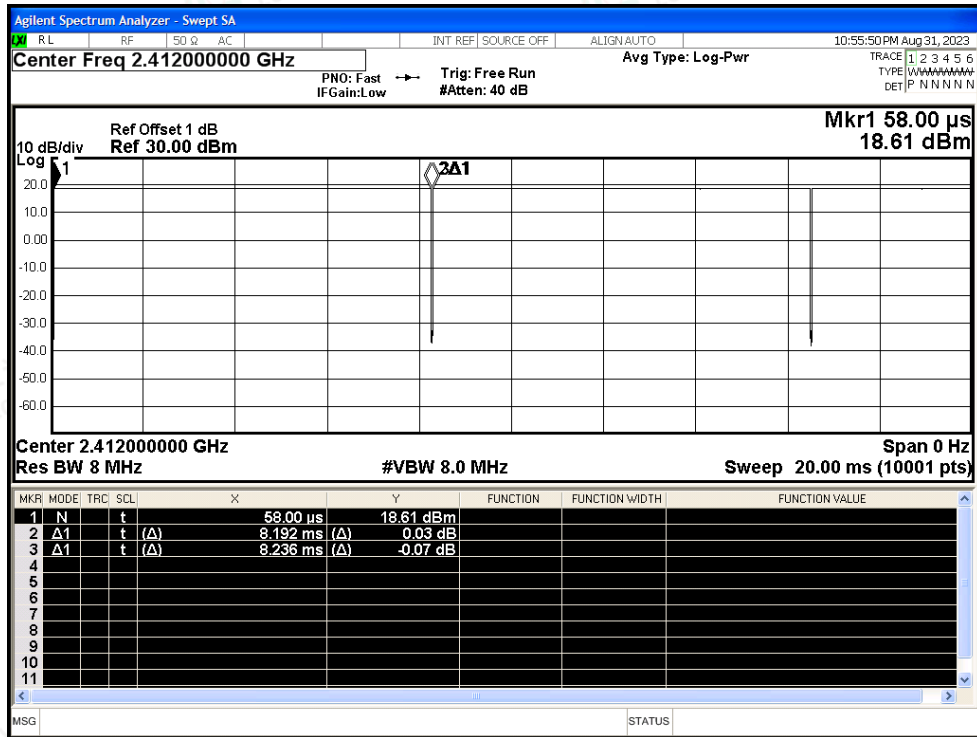 Agilent Spectrum Analyzer - Swept SA
LXI RL RF 50 Ω AC INT REF SOURCE OFF ALIGN AUTO 10:55:50 PM Aug 31, 2023
Center Freq 2.412000000 GHz
PNO: Fast
IFGain:Low
Trig: Free Run
#Atten: 40 dB
Avg Type: Log-Pwr
TRACE 1 2 3 4 5 6
TYPE WWWWWWW
DET P N N N N N
Mkr1 58.00 µs
18.61 dBm
Ref Offset 1 dB
10 dB/div Ref 30.00 dBm
Log
1
3Δ1
20.0
10.0
0.00
-10.0
-20.0
-30.0
-40.0
-50.0
-60.0
Center 2.412000000 GHz Span 0 Hz
Res BW 8 MHz #VBW 8.0 MHz Sweep 20.00 ms (10001 pts)
MKR MODE TRC SCL X Y FUNCTION FUNCTION WIDTH FUNCTION VALUE
1 N t 58.00 µs 18.61 dBm
2 Δ1 t (Δ) 8.192 ms (Δ) 0.03 dB
3 Δ1 t (Δ) 8.236 ms (Δ) -0.07 dB
4
5
6
7
8
9
10
11
MSG STATUS